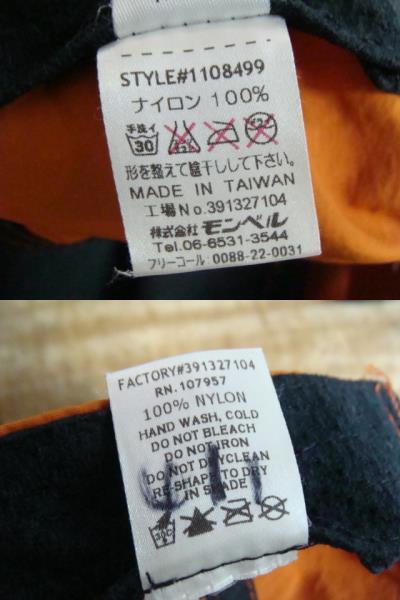 STYLE#1108499
ナイロン 100%
手洗イ
30
形を整えて陰干しして下さい。
MADE IN TAIWAN
工場 No.391327104
株式会社 モンベル
Tel.06-6531-3544
フリーコール 0088-22-0031
FACTORY#391327104
RN.107957
100% NYLON
HAND WASH, COLD
DO NOT BLEACH
DO NOT IRON
DO NOT DRYCLEAN
RE-SHAPE TO DRY
IN SHADE
30C